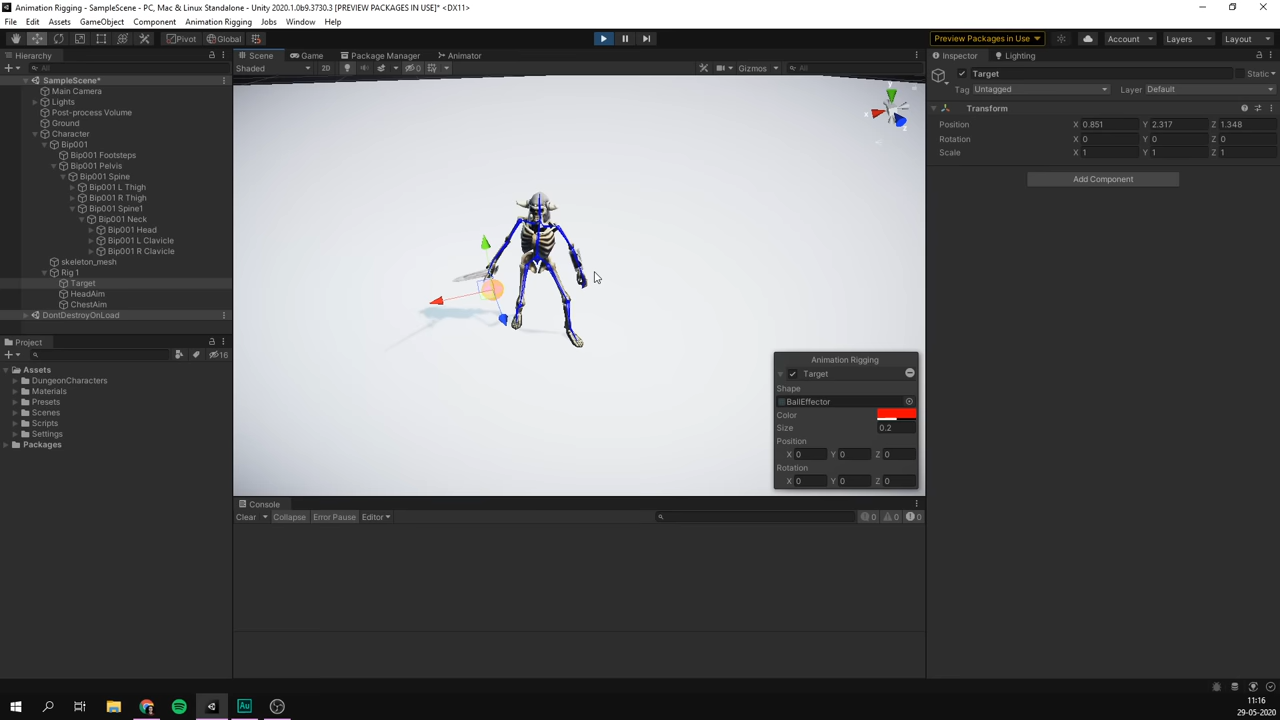 Animation Rigging - SampleScene - PC, Mac & Linux Standalone - Unity 2020.1.0b9.3730.3 [PREVIEW PACKAGES IN USE]* <DX11>
File Edit Assets GameObject Component Animation Rigging Jobs Window Help
Pivot Global Preview Packages in Use Account Layers Layout
Hierarchy Scene Game Package Manager Animator Inspector Lighting
All Shaded 2D 0 Gizmos All Target Static
SampleScene*
Main Camera
Lights
Post-process Volume
Ground
Character
Bip001
Bip001 Footsteps
Bip001 Pelvis
Bip001 Spine
Bip001 L Thigh
Bip001 R Thigh
Bip001 Spine1
Bip001 Neck
Bip001 Head
Bip001 L Clavicle
Bip001 R Clavicle
skeleton_mesh
Rig 1
Target
HeadAim
ChestAim
DontDestroyOnLoad
Project
16
Assets
DungeonCharacters
Materials
Presets
Scenes
Scripts
Settings
Packages
y
x
z
Animation Rigging
Target
Shape
BallEffector
Color
Size 0.2
Position
X 0 Y 0 Z 0
Rotation
X 0 Y 0 Z 0
Console
Clear Collapse Error Pause Editor 0 0 0
Tag Untagged Layer Default
Transform
Position X 0.851 Y 2.317 Z 1.348
Rotation X 0 Y 0 Z 0
Scale X 1 Y 1 Z 1
Add Component
Au
11:16
29-05-2020